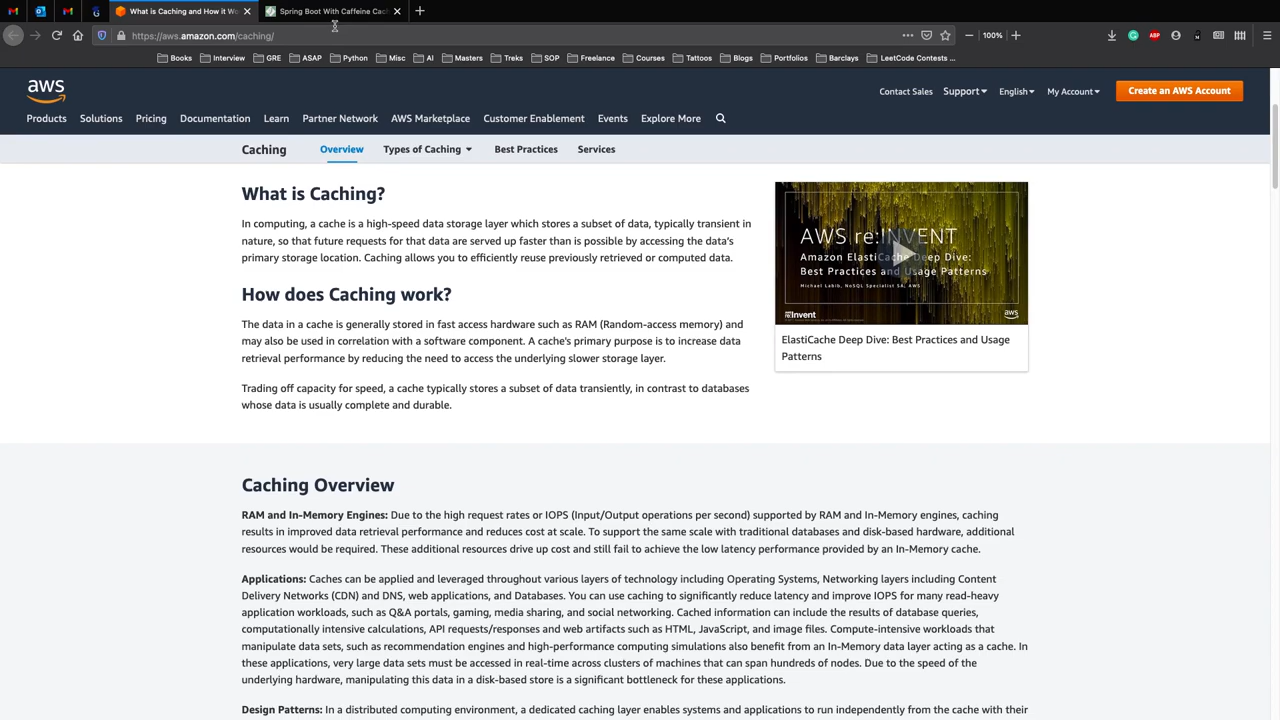 What is Caching and How it Wo
Spring Boot With Caffeine Cach
https://aws.amazon.com/caching/
100%
Books Interview GRE ASAP Python Misc AI Masters Treks SOP Freelance Courses Tattoos Blogs Portfolios Barclays LeetCode Contests ...
aws
Contact Sales Support English My Account Create an AWS Account
Products Solutions Pricing Documentation Learn Partner Network AWS Marketplace Customer Enablement Events Explore More
Caching Overview Types of Caching Best Practices Services
What is Caching?
In computing, a cache is a high-speed data storage layer which stores a subset of data, typically transient in
nature, so that future requests for that data are served up faster than is possible by accessing the data's
primary storage location. Caching allows you to efficiently reuse previously retrieved or computed data.
How does Caching work?
The data in a cache is generally stored in fast access hardware such as RAM (Random-access memory) and
may also be used in correlation with a software component. A cache's primary purpose is to increase data
retrieval performance by reducing the need to access the underlying slower storage layer.
Trading off capacity for speed, a cache typically stores a subset of data transiently, in contrast to databases
whose data is usually complete and durable.
AWS re:INVENT
Amazon ElastiCache Deep Dive:
Best Practices and Usage Patterns
Michael Labib, NoSQL Specialist SA, AWS
re:Invent aws
ElastiCache Deep Dive: Best Practices and Usage
Patterns
Caching Overview
RAM and In-Memory Engines: Due to the high request rates or IOPS (Input/Output operations per second) supported by RAM and In-Memory engines, caching
results in improved data retrieval performance and reduces cost at scale. To support the same scale with traditional databases and disk-based hardware, additional
resources would be required. These additional resources drive up cost and still fail to achieve the low latency performance provided by an In-Memory cache.
Applications: Caches can be applied and leveraged throughout various layers of technology including Operating Systems, Networking layers including Content
Delivery Networks (CDN) and DNS, web applications, and Databases. You can use caching to significantly reduce latency and improve IOPS for many read-heavy
application workloads, such as Q&A portals, gaming, media sharing, and social networking. Cached information can include the results of database queries,
computationally intensive calculations, API requests/responses and web artifacts such as HTML, JavaScript, and image files. Compute-intensive workloads that
manipulate data sets, such as recommendation engines and high-performance computing simulations also benefit from an In-Memory data layer acting as a cache. In
these applications, very large data sets must be accessed in real-time across clusters of machines that can span hundreds of nodes. Due to the speed of the
underlying hardware, manipulating this data in a disk-based store is a significant bottleneck for these applications.
Design Patterns: In a distributed computing environment, a dedicated caching layer enables systems and applications to run independently from the cache with their